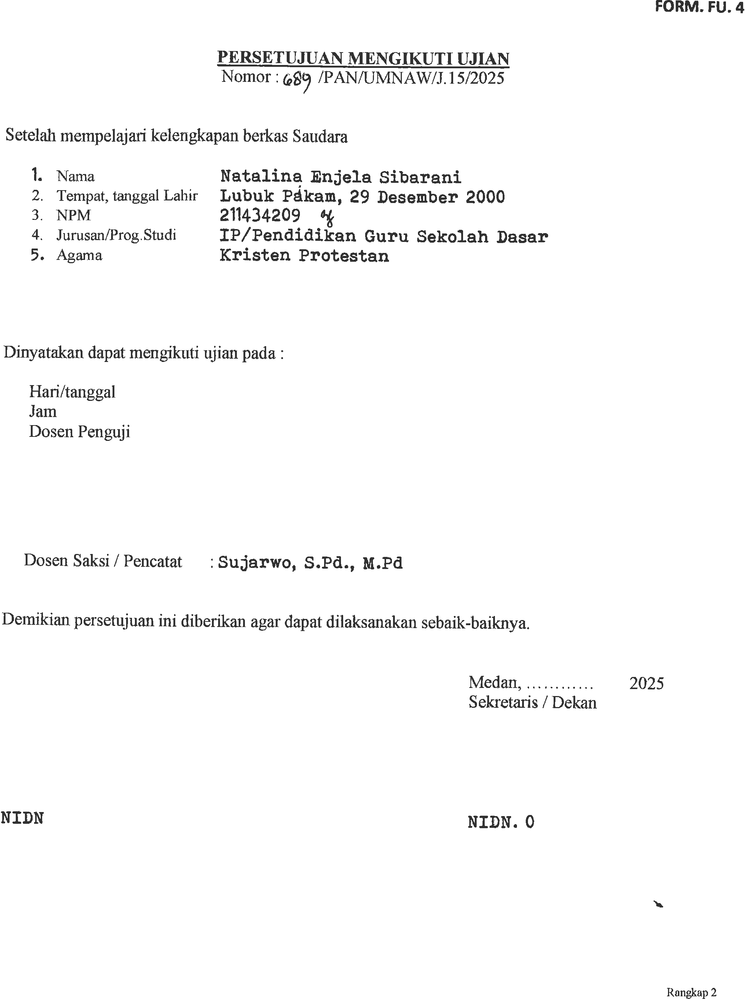 FORM. FU. 4
PERSETUJUAN MENGIKUTI UJIAN
Nomor : 689 /PAN/UMNAW/J.15/2025
Setelah mempelajari kelengkapan berkas Saudara
1. Nama Natalina Enjela Sibarani
2. Tempat, tanggal Lahir Lubuk Pakam, 29 Desember 2000
3. NPM 211434209
4. Jurusan/Prog.Studi IP/Pendidikan Guru Sekolah Dasar
5. Agama Kristen Protestan
Dinyatakan dapat mengikuti ujian pada :
Hari/tanggal
Jam
Dosen Penguji
Dosen Saksi / Pencatat : Sujarwo, S.Pd., M.Pd
Demikian persetujuan ini diberikan agar dapat dilaksanakan sebaik-baiknya.
Medan, ............ 2025
Sekretaris / Dekan
NIDN NIDN. 0
Rangkap 2